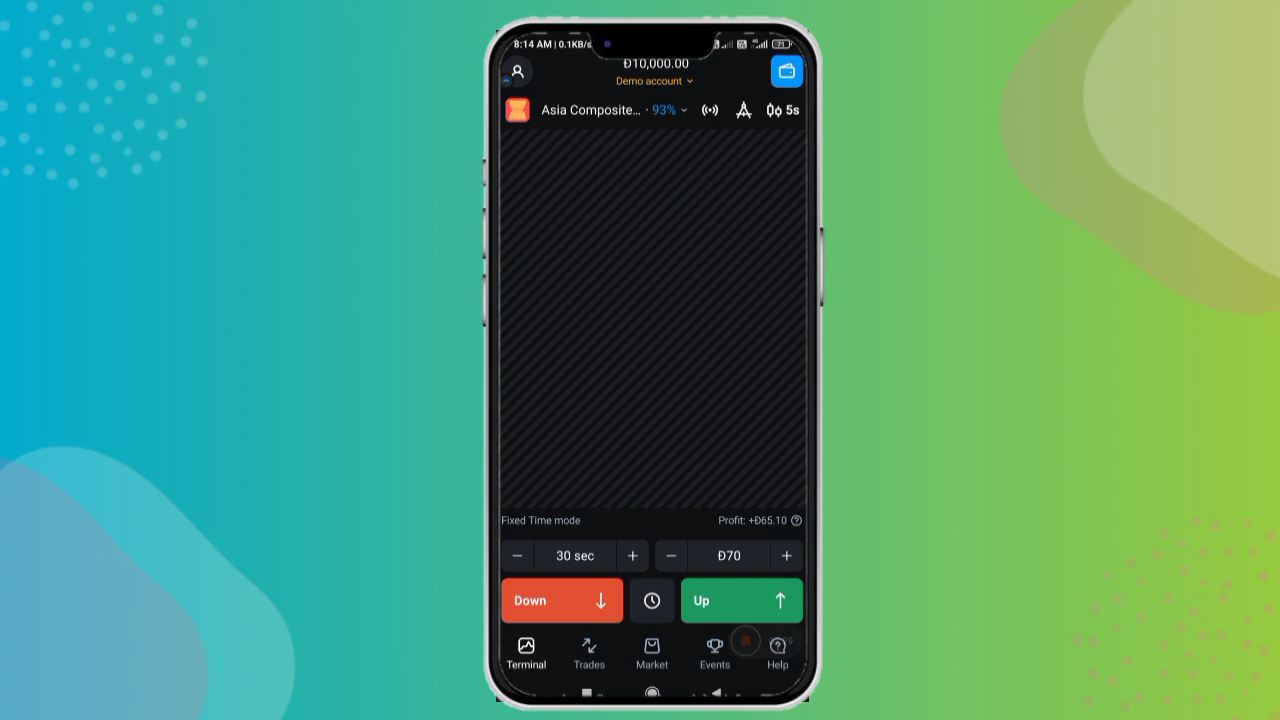 8:14 AM | 0.1KB/s
71
Đ10,000.00
Demo account
Asia Composite... · 93%
5s
Fixed Time mode
Profit: +Đ65.10
30 sec
Đ70
Down
Up
Terminal
Trades
Market
Events
Help